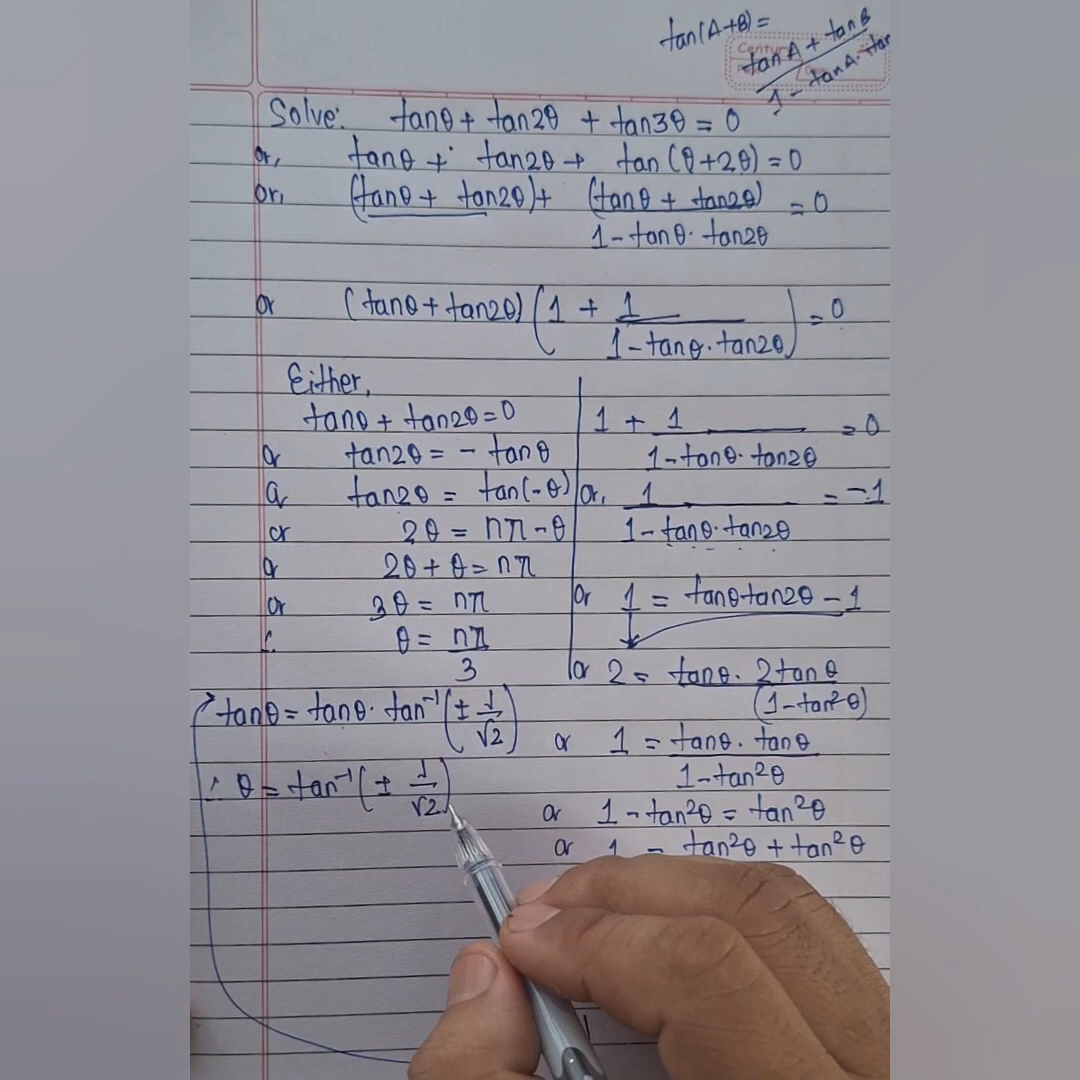 tan(A+B) =
tanA + tanB
1 - tanA. tan
Solve: tanθ + tan2θ + tan3θ = 0
or, tanθ + tan2θ + tan (θ+2θ) = 0
or, (tanθ + tan2θ) + (tanθ + tan2θ) = 0
1 - tanθ. tan2θ
or (tanθ + tan2θ) (1 + 1 ) = 0
1 - tanθ. tan2θ
Either,
tanθ + tan2θ = 0
or tan2θ = - tanθ
or tan2θ = tan(-θ)
or 2θ = nπ - θ
or 2θ + θ = nπ
or 3θ = nπ
∴ θ = nπ
3
1 + 1 = 0
1 - tanθ. tan2θ
or, 1 = -1
1 - tanθ. tan2θ
or 1 = tanθ tan2θ - 1
or 2 = tanθ. 2tanθ
(1 - tan²θ)
or 1 = tanθ. tanθ
1 - tan²θ
or 1 - tan²θ = tan²θ
or 1 = tan²θ + tan²θ
tanθ = tanθ. tan⁻¹(± 1/√2)
∴ θ = tan⁻¹(± 1/√2)